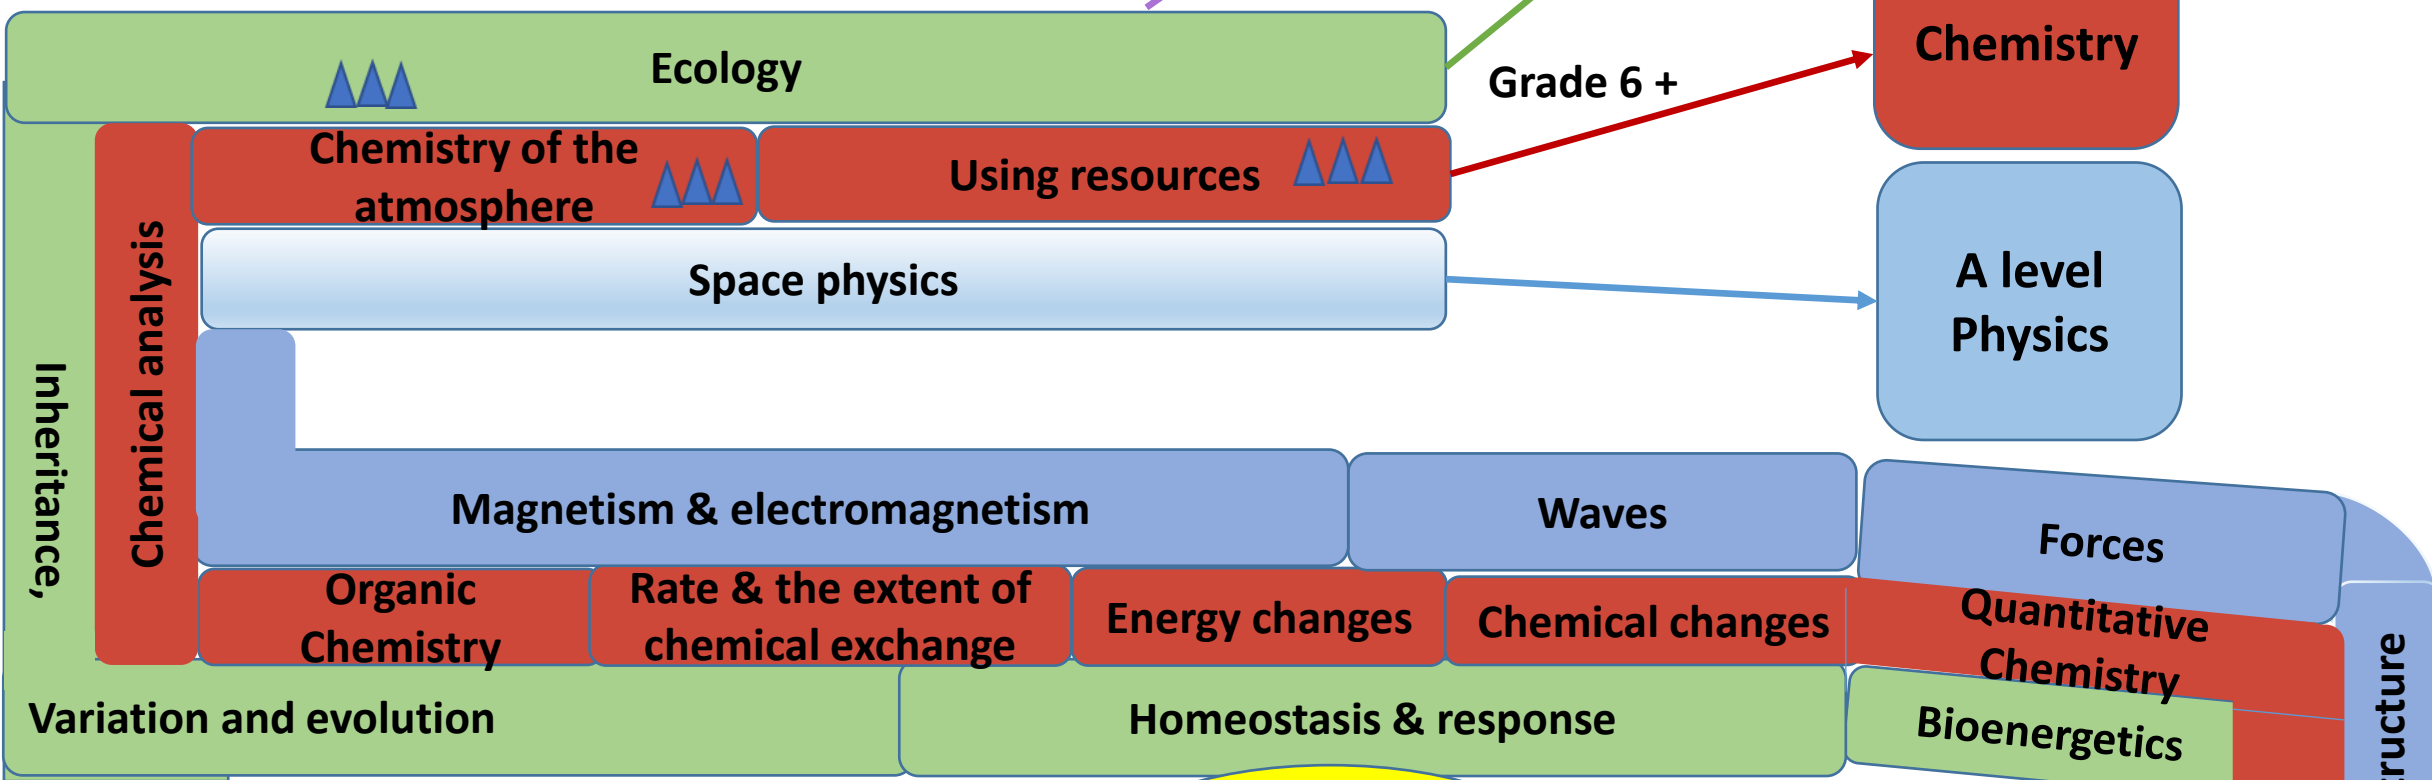 Chemistry
Ecology
Grade 6 +
Chemistry of the
atmosphere
Using resources
Space physics
A level
Physics
Chemical analysis
Inheritance,
Magnetism & electromagnetism
Waves
Forces
Organic
Chemistry
Rate & the extent of
chemical exchange
Energy changes
Chemical changes
Quantitative
Chemistry
Variation and evolution
Homeostasis & response
Bioenergetics
ructure